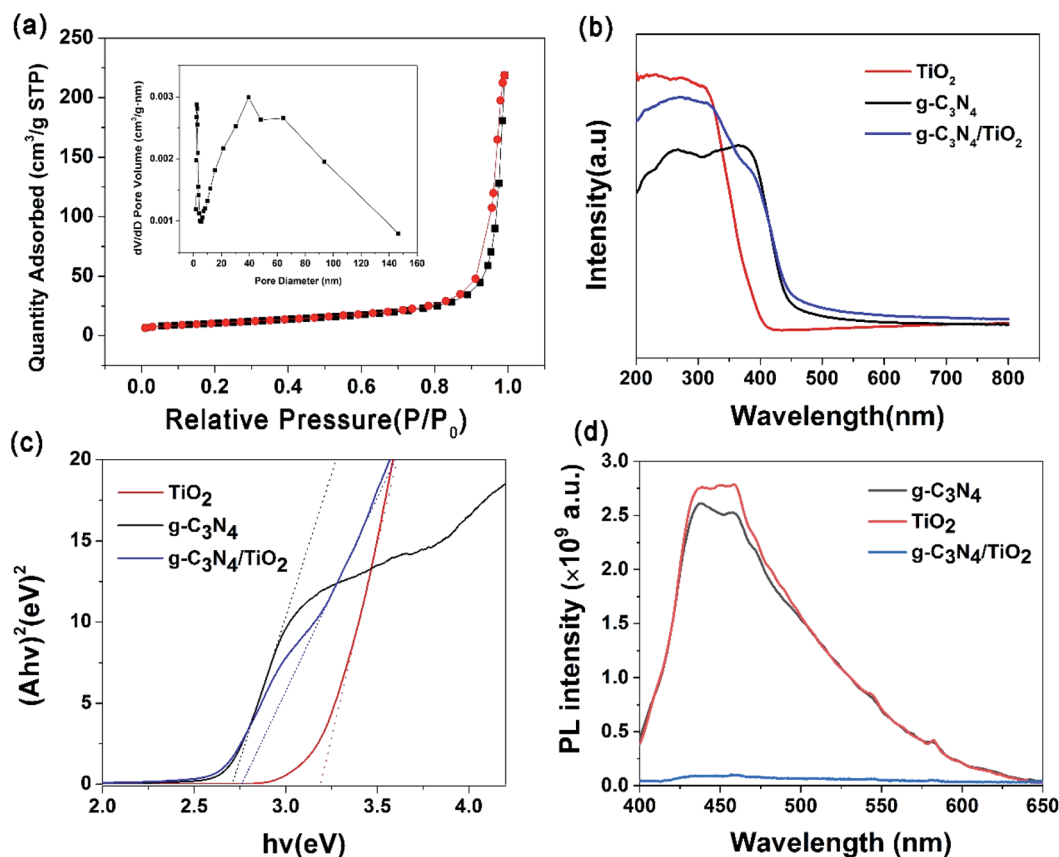 (a)
Quantity Adsorbed (cm³/g STP)
250
200
150
100
50
0
0.0 0.2 0.4 0.6 0.8 1.0
Relative Pressure(P/P₀)
dV/dD Pore Volume (cm³/g·nm)
0.003
0.002
0.001
0 20 40 60 80 100 120 140 160
Pore Diameter (nm)
(b)
Intensity(a.u)
TiO₂
g-C₃N₄
g-C₃N₄/TiO₂
200 300 400 500 600 700 800
Wavelength(nm)
(c)
(Ahν)²(eV)²
20
15
10
5
0
TiO₂
g-C₃N₄
g-C₃N₄/TiO₂
2.0 2.5 3.0 3.5 4.0
hν(eV)
(d)
PL intensity (×10⁹ a.u.)
3.0
2.5
2.0
1.5
1.0
0.5
0.0
g-C₃N₄
TiO₂
g-C₃N₄/TiO₂
400 450 500 550 600 650
Wavelength (nm)